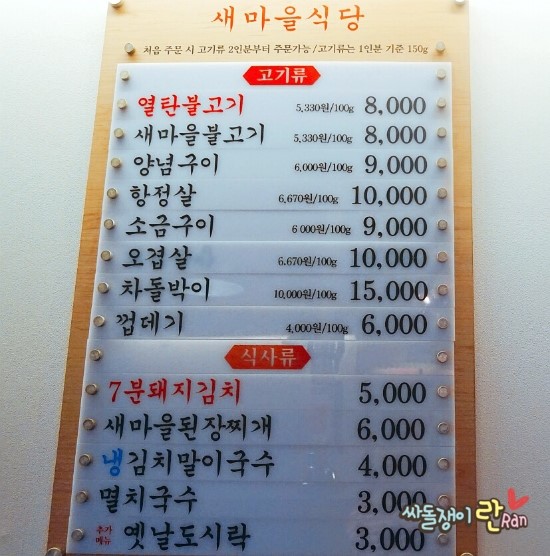 새마을식당
처음 주문 시 고기류 2인분부터 주문가능/고기류는 1인분 기준 150g
고기류
열탄불고기 5,330원/100g 8,000
새마을불고기 5,330원/100g 8,000
양념구이 6,000원/100g 9,000
항정살 6,670원/100g 10,000
소금구이 6 000원/100g 9,000
오겹살 6.670원/100g 10,000
차돌박이 10,000원/100g 15,000
껍데기 4,000원/100g 6,000
식사류
7분돼지김치 5,000
새마을된장찌개 6,000
냉김치말이국수 4,000
멸치국수 3,000
추가메뉴 옛날도시락 3,000
싸돌쟁이 란 Ran